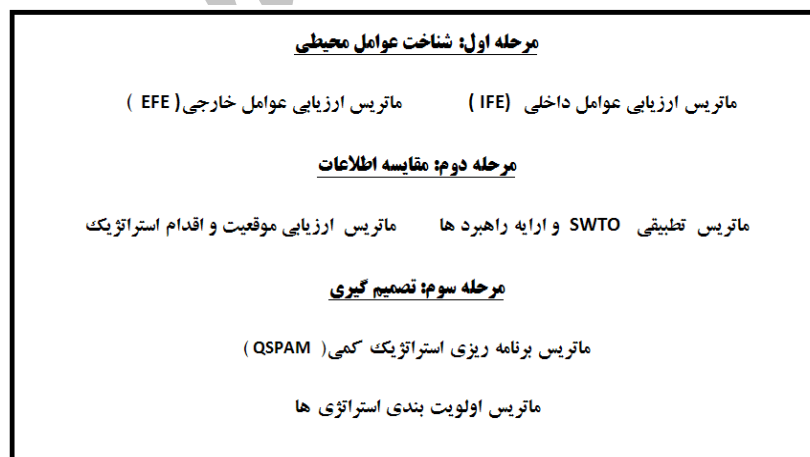 مرحله اول: شناخت عوامل محیطی
ماتریس ارزیابی عوامل داخلی (IFE ) ماتریس ارزیابی عوامل خارجی( EFE )
مرحله دوم: مقایسه اطلاعات
ماتریس تطبیقی SWTO و ارایه راهبرد ها ماتریس ارزیابی موقعیت و اقدام استراتژیک
مرحله سوم: تصمیم گیری
ماتریس برنامه ریزی استراتژیک کمی( QSPAM )
ماتریس اولویت بندی استراتژی ها